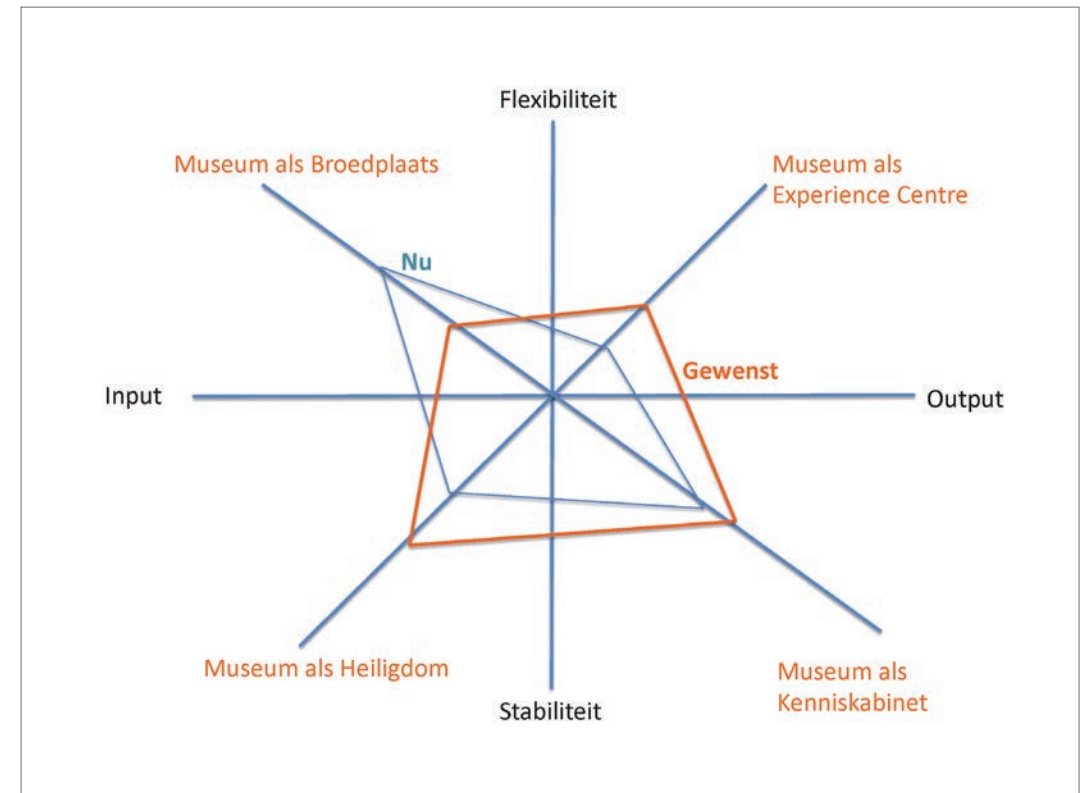 Flexibiliteit
Museum als Broedplaats
Museum als
Experience Centre
Nu
Gewenst
Input
Output
Museum als Heiligdom
Museum als
Kenniskabinet
Stabiliteit